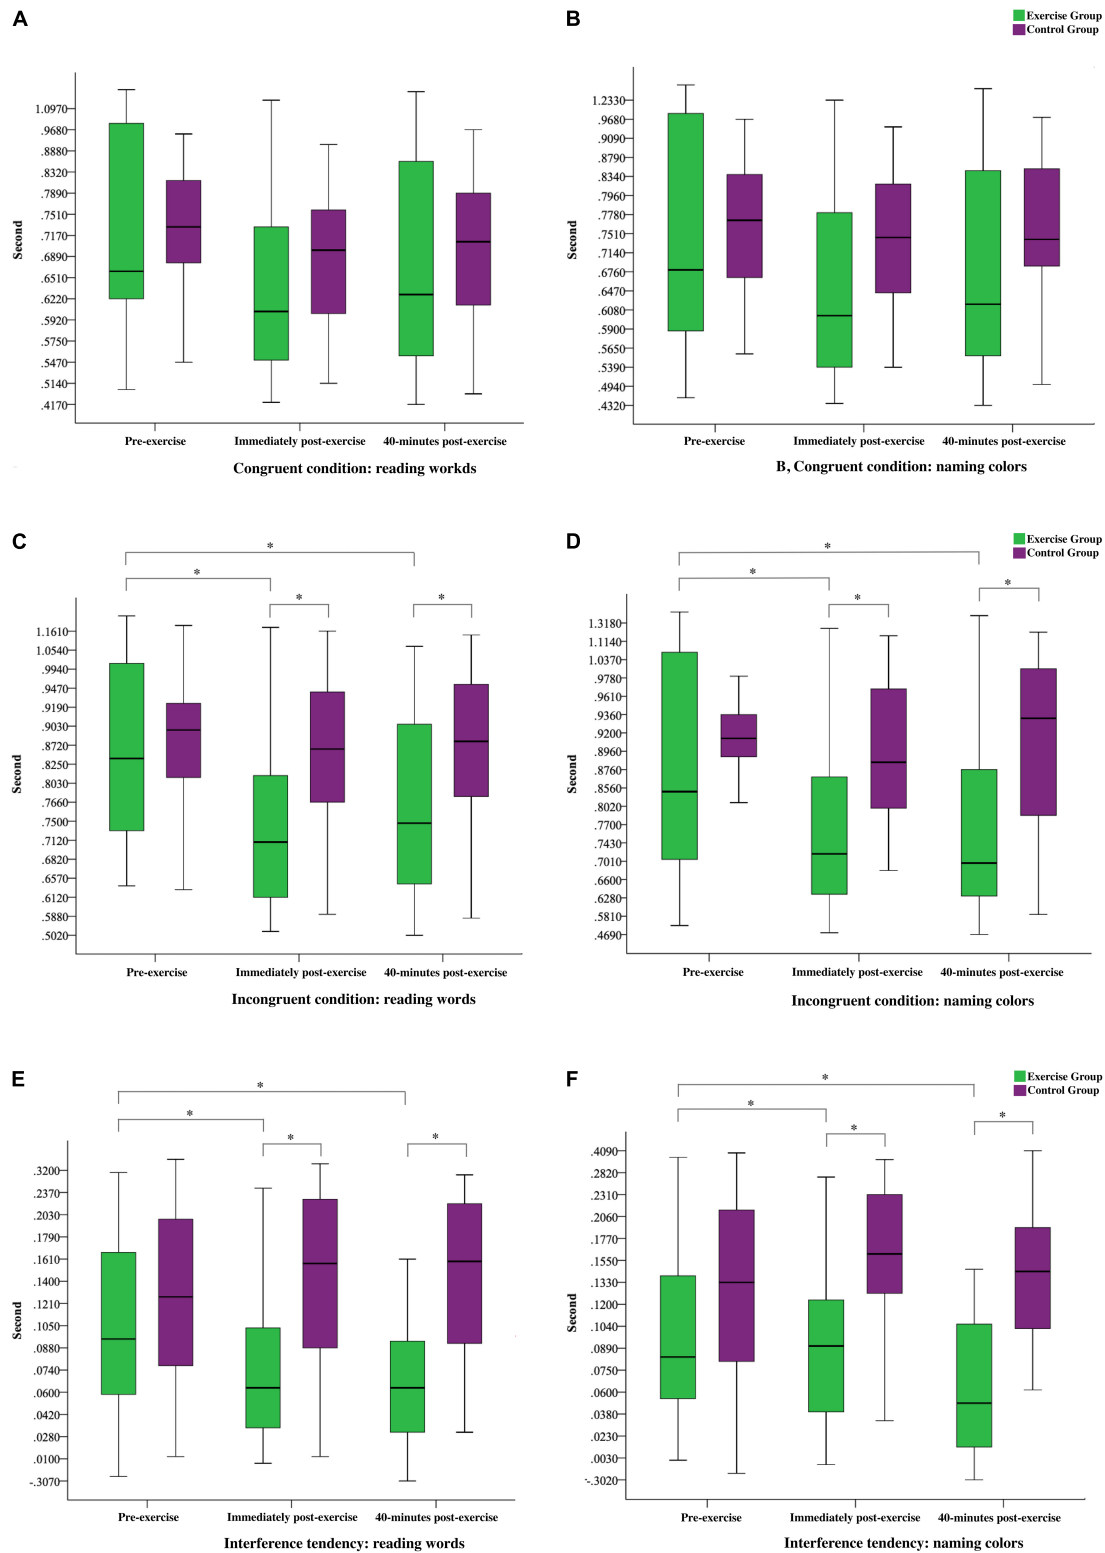 A
B
Exercise Group
Control Group
1.0970
.9680
.8880
.8320
.7890
.7510
.7170
.6890
.6510
.6220
.5920
.5750
.5470
.5140
.4170
Second
Pre-exercise
Immediately post-exercise
40-minutes post-exercise
Congruent condition: reading workds
1.2330
.9680
.9090
.8790
.8340
.7960
.7780
.7510
.7140
.6760
.6470
.6080
.5900
.5650
.5390
.4940
.4320
Second
Pre-exercise
Immediately post-exercise
40-minutes post-exercise
B, Congruent condition: naming colors
C
D
Exercise Group
Control Group
*
*
*
*
1.1610
1.0540
.9940
.9470
.9190
.9030
.8720
.8250
.8030
.7660
.7500
.7120
.6820
.6570
.6120
.5880
.5020
Second
Pre-exercise
Immediately post-exercise
40-minutes post-exercise
Incongruent condition: reading words
*
*
*
*
1.3180
1.1140
1.0370
.9780
.9610
.9360
.9200
.8960
.8760
.8560
.8020
.7700
.7430
.7010
.6600
.6280
.5810
.4690
Second
Pre-exercise
Immediately post-exercise
40-minutes post-exercise
Incongruent condition: naming colors
E
F
Exercise Group
Control Group
*
*
*
*
.3200
.2370
.2030
.1790
.1610
.1400
.1210
.1050
.0880
.0740
.0600
.0420
.0280
.0100
-.3070
Second
Pre-exercise
Immediately post-exercise
40-minutes post-exercise
Interference tendency: reading words
*
*
*
*
.4090
.2820
.2310
.2060
.1770
.1550
.1330
.1200
.1040
.0890
.0750
.0600
.0380
.0230
.0030
-.3020
Second
Pre-exercise
Immediately post-exercise
40-minutes post-exercise
Interference tendency: naming colors